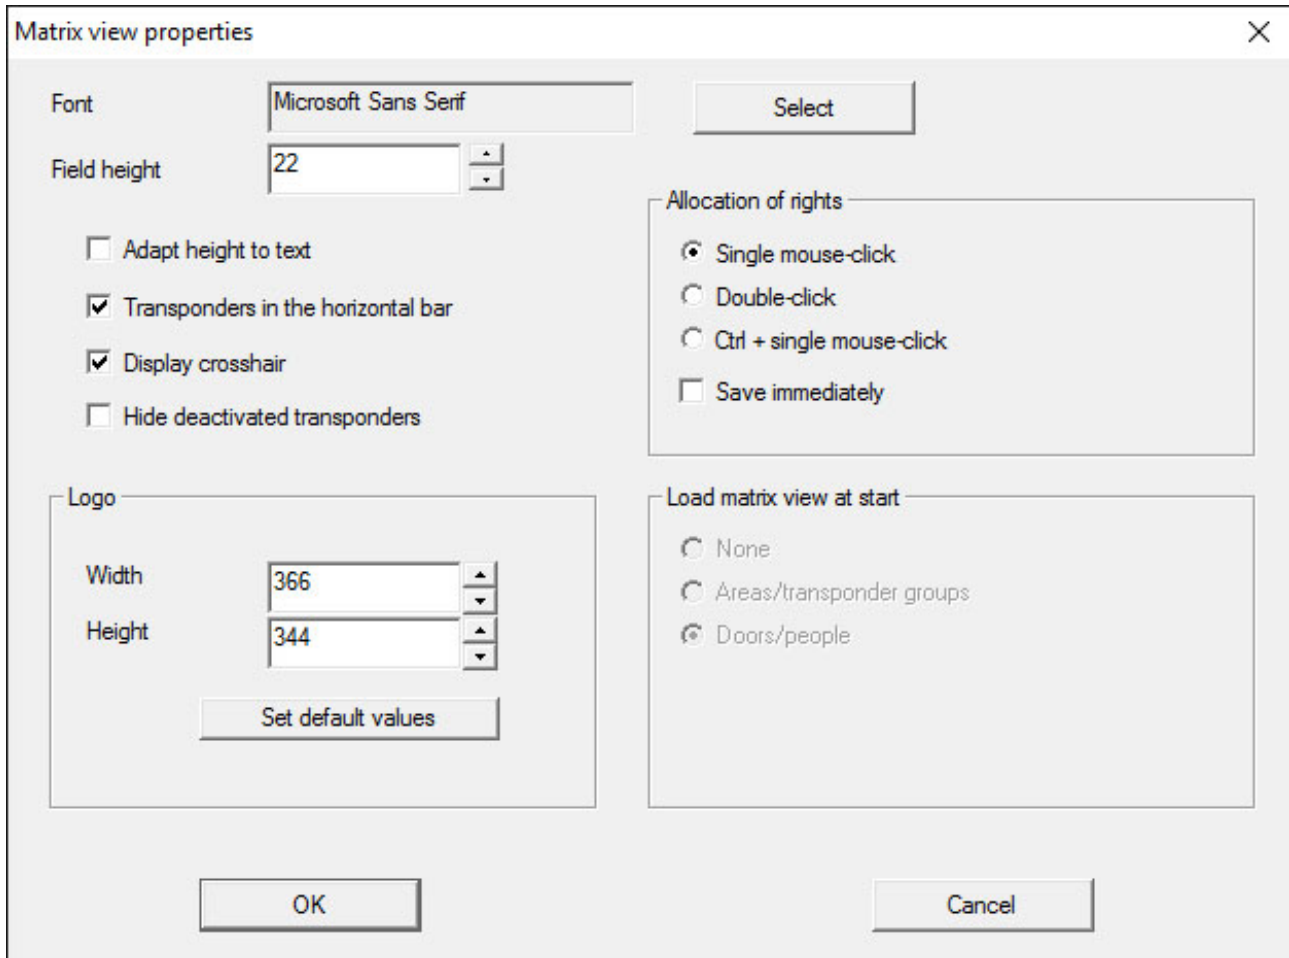 Matrix view properties
Font
Microsoft Sans Serif
Select
Field height
22
Adapt height to text
Transponders in the horizontal bar
Display crosshair
Hide deactivated transponders
Allocation of rights
Single mouse-click
Double-click
Ctrl + single mouse-click
Save immediately
Logo
Width
366
Height
344
Set default values
Load matrix view at start
None
Areas/transponder groups
Doors/people
OK
Cancel